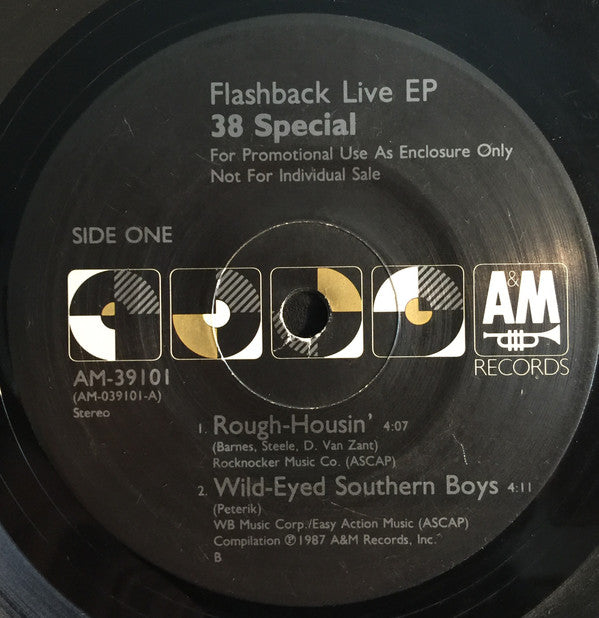 Flashback Live EP
38 Special
For Promotional Use As Enclosure Only
Not For Individual Sale
SIDE ONE
A&M
RECORDS
AM-39101
(AM-039101-A)
Stereo
1. Rough-Housin' 4:07
(Barnes, Steele, D. Van Zant)
Rocknocker Music Co. (ASCAP)
2. Wild-Eyed Southern Boys 4:11
(Peterik)
WB Music Corp./Easy Action Music (ASCAP)
Compilation ℗1987 A&M Records, Inc.
B